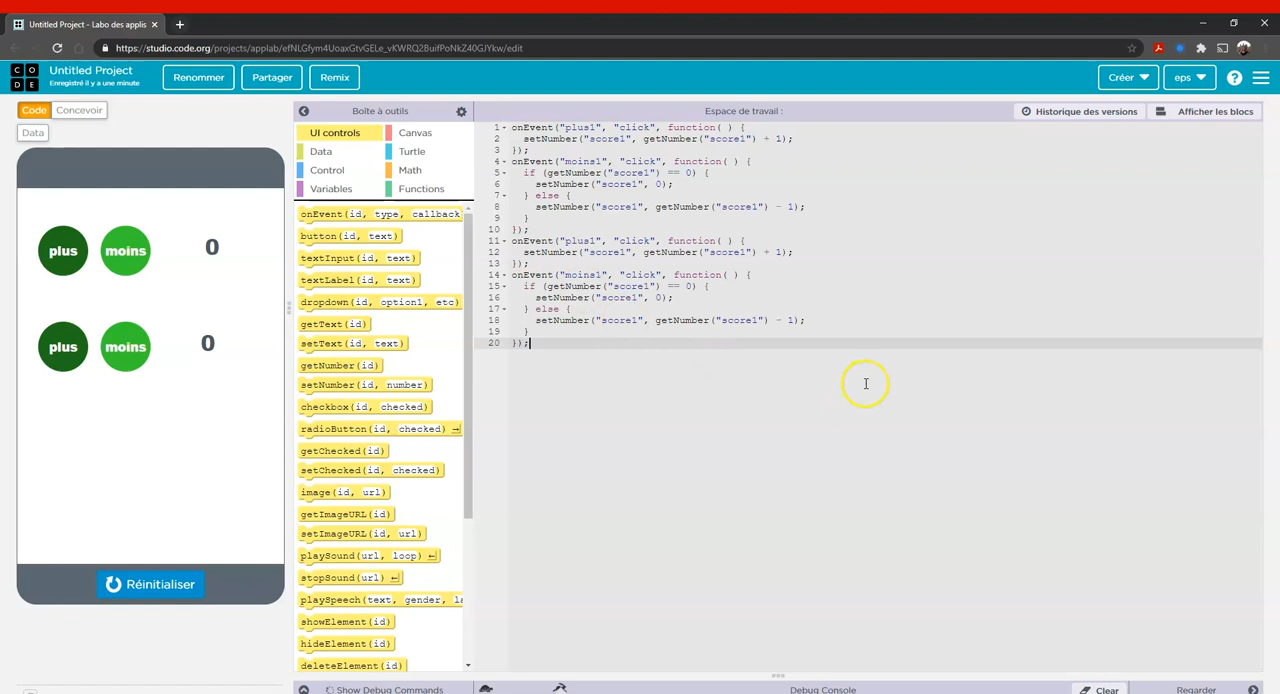 Untitled Project - Labo des applis
https://studio.code.org/projects/applab/efNLGfym4UoaxGtvGELe_vKWRQ2BuifPoNkZ40GJYkw/edit
CO
DE
Untitled Project
Enregistré il y a une minute
Renommer
Partager
Remix
Créer
eps
Code
Concevoir
Data
Boîte à outils
Espace de travail :
Historique des versions
Afficher les blocs
UI controls
Canvas
Data
Turtle
Control
Math
Variables
Functions
onEvent(id, type, callback
button(id, text)
textInput(id, text)
textLabel(id, text)
dropdown(id, option1, etc)
getText(id)
setText(id, text)
getNumber(id)
setNumber(id, number)
checkbox(id, checked)
radioButton(id, checked)
getChecked(id)
setChecked(id, checked)
image(id, url)
getImageURL(id)
setImageURL(id, url)
playSound(url, loop)
stopSound(url)
playSpeech(text, gender, la
showElement(id)
hideElement(id)
deleteElement(id)
1 onEvent("plus1", "click", function( ) {
2 setNumber("score1", getNumber("score1") + 1);
3 });
4 onEvent("moins1", "click", function( ) {
5 if (getNumber("score1") == 0) {
6 setNumber("score1", 0);
7 } else {
8 setNumber("score1", getNumber("score1") - 1);
9 }
10 });
11 onEvent("plus1", "click", function( ) {
12 setNumber("score1", getNumber("score1") + 1);
13 });
14 onEvent("moins1", "click", function( ) {
15 if (getNumber("score1") == 0) {
16 setNumber("score1", 0);
17 } else {
18 setNumber("score1", getNumber("score1") - 1);
19 }
20 });
plus moins 0
plus moins 0
Réinitialiser
Show Debug Commands
Debug Console
Clear
Regarder